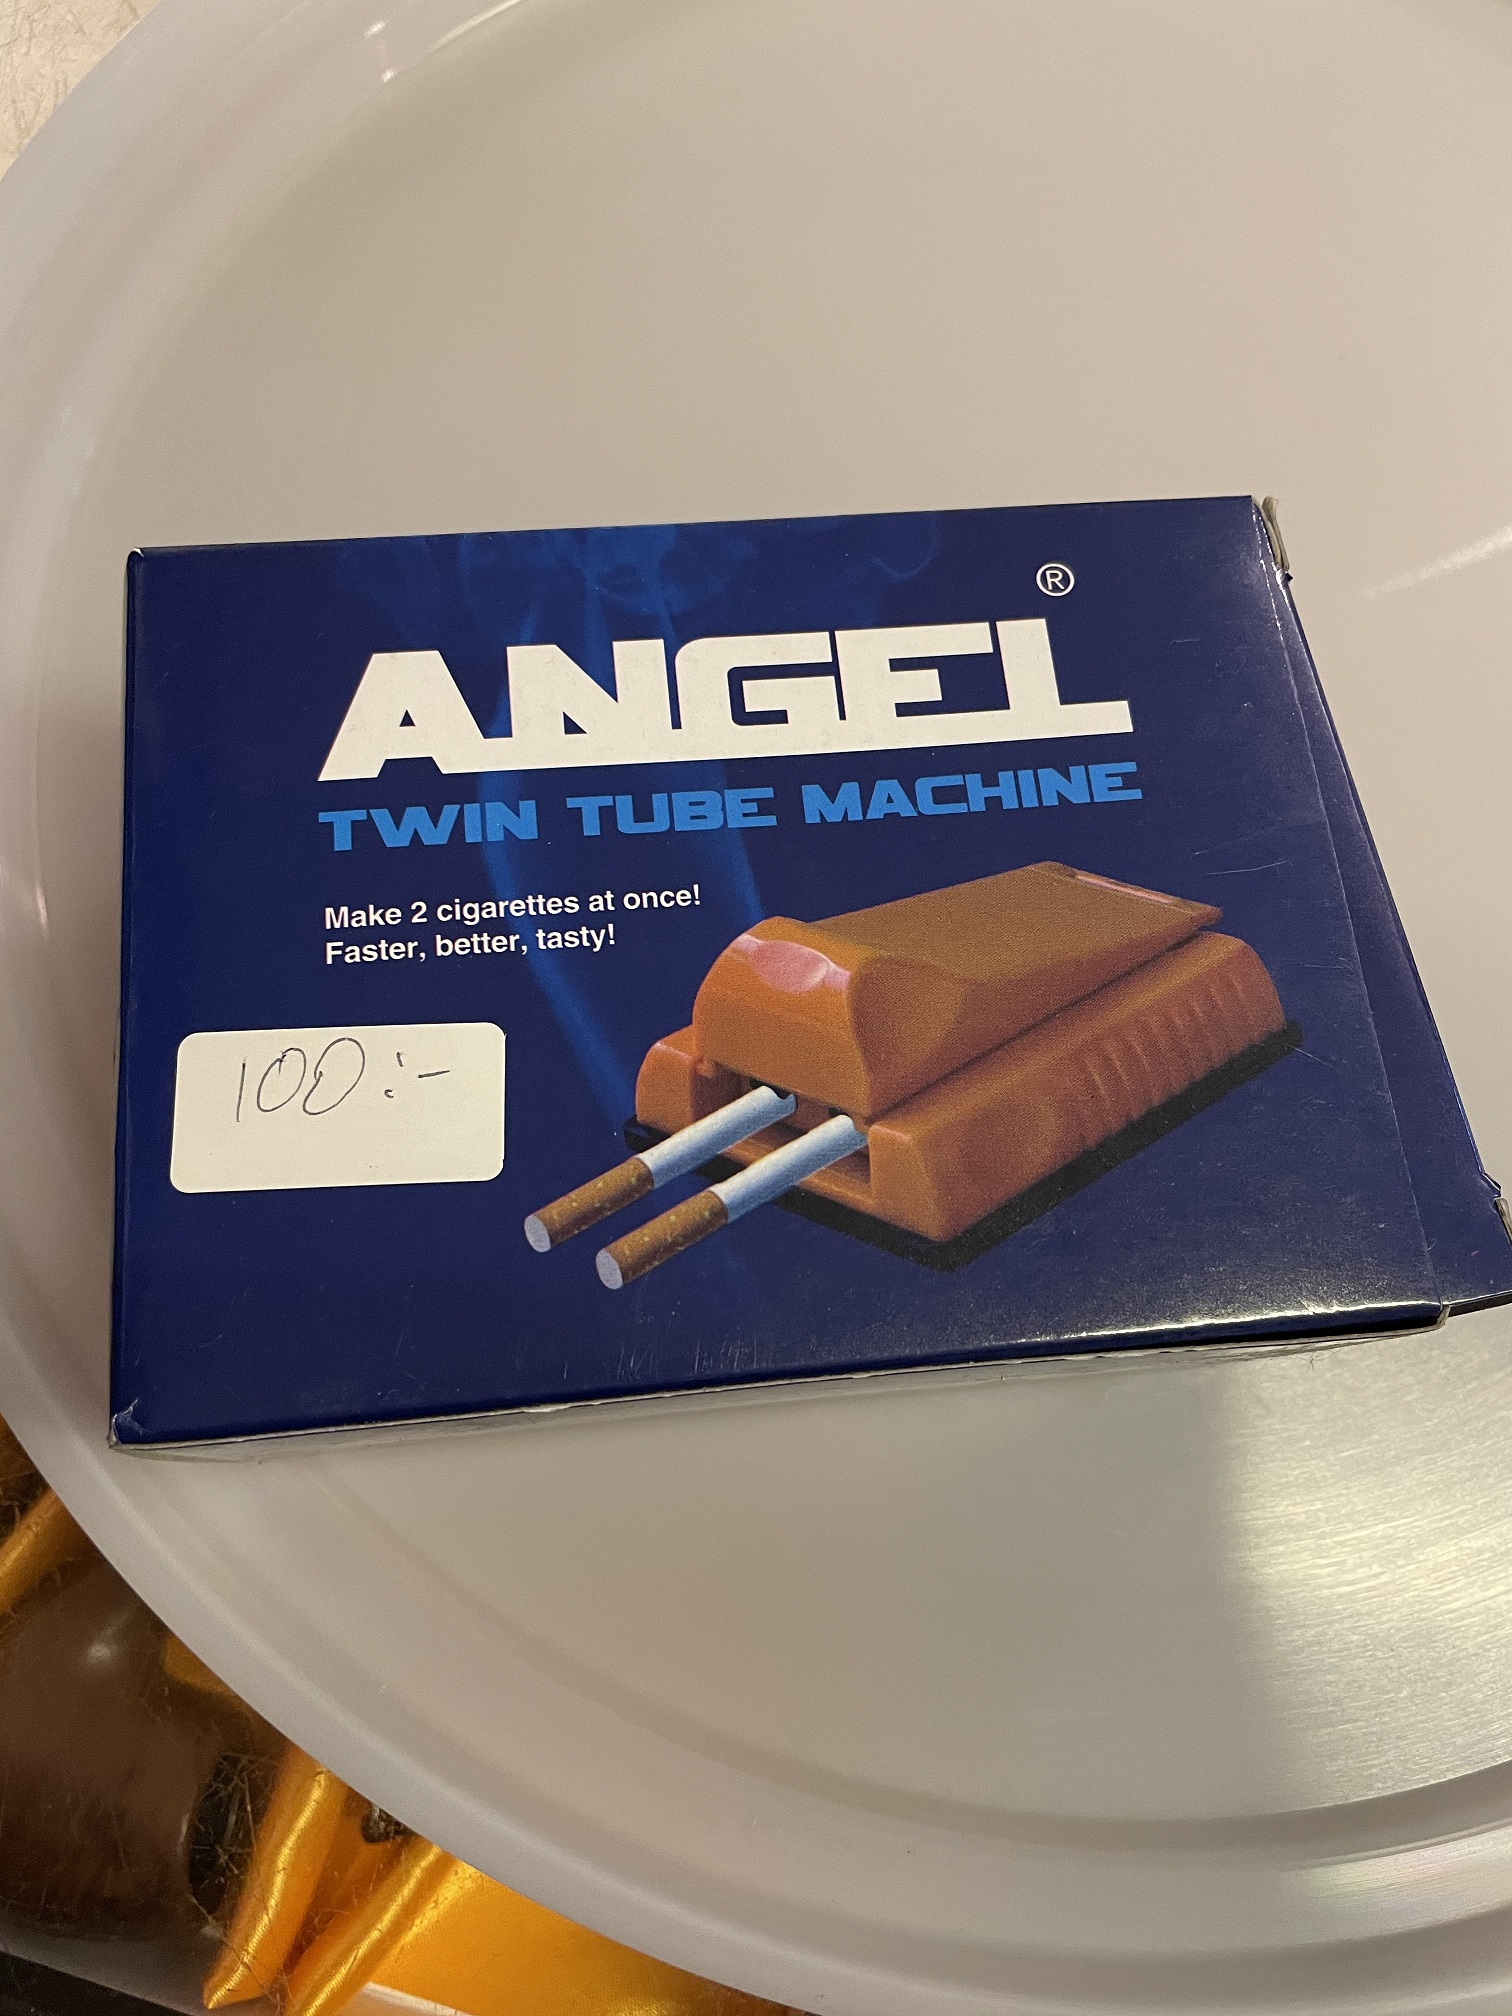 ANGEL®
TWIN TUBE MACHINE
Make 2 cigarettes at once!
Faster, better, tasty!
100:-